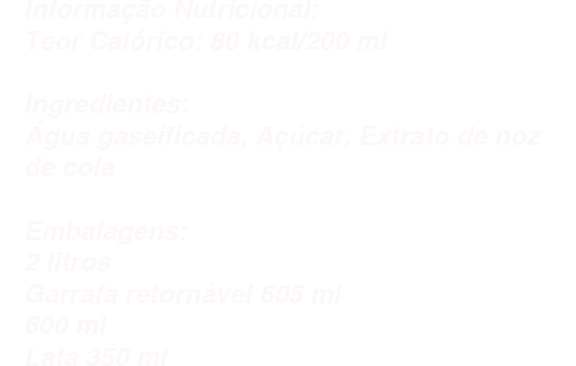 Informação Nutricional:
Teor Calórico: 80 kcal/200 ml
Ingredientes:
Água gaseificada, Açúcar, Extrato de noz
de cola
Embalagens:
2 litros
Garrafa retornável 605 ml
600 ml
Lata 350 ml